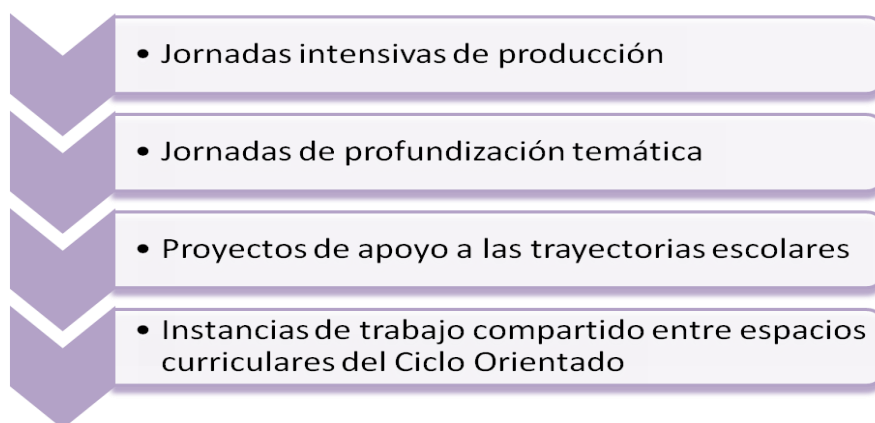 • Jornadas intensivas de producción
• Jornadas de profundización temática
• Proyectos de apoyo a las trayectorias escolares
• Instancias de trabajo compartido entre espacios
curriculares del Ciclo Orientado